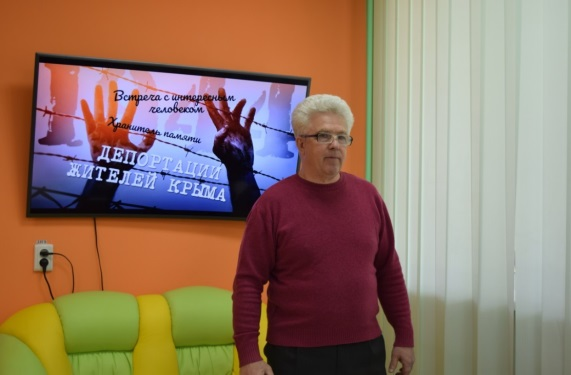 Встреча с интересным
человеком
Хранитель памяти
ДЕПОРТАЦИИ
ЖИТЕЛЕЙ КРЫМА